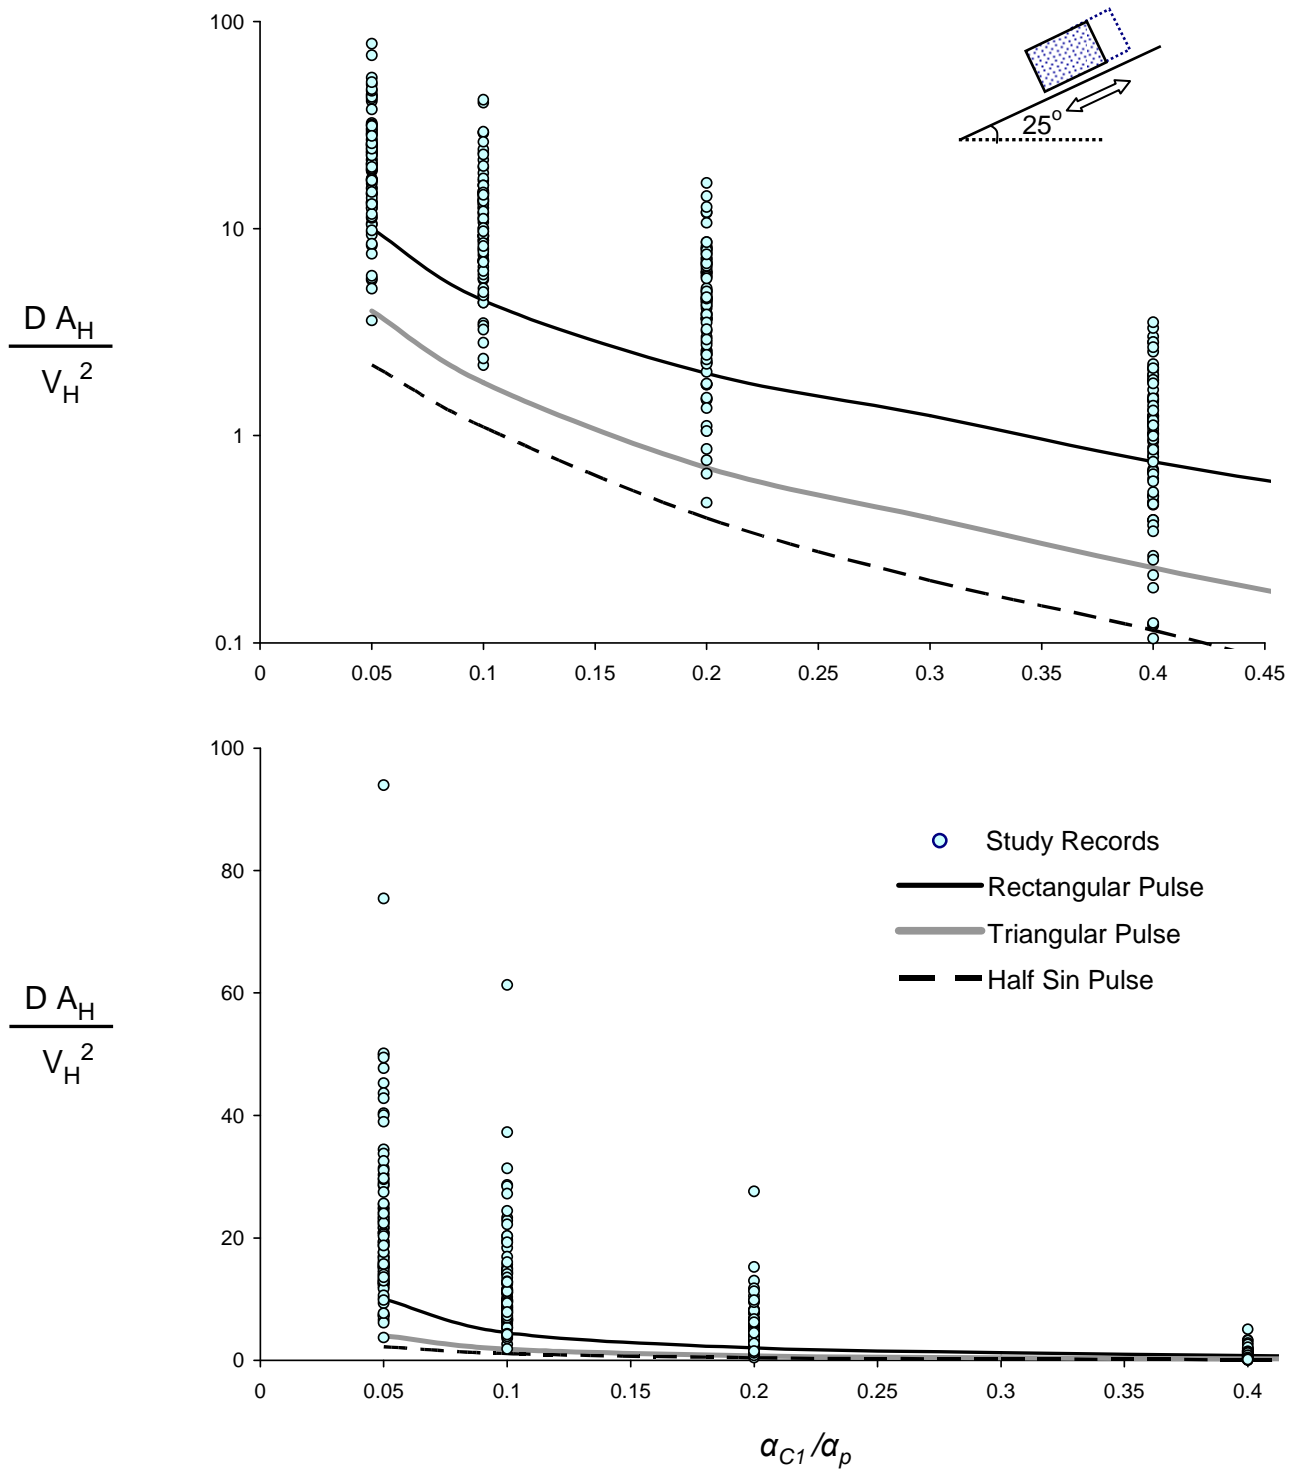 100
10
1
0.1
D A_H
V_H^2
25^o
0 0.05 0.1 0.15 0.2 0.25 0.3 0.35 0.4 0.45
100
80
60
40
20
0
D A_H
V_H^2
Study Records
Rectangular Pulse
Triangular Pulse
Half Sin Pulse
0 0.05 0.1 0.15 0.2 0.25 0.3 0.35 0.4
α_C1/α_p